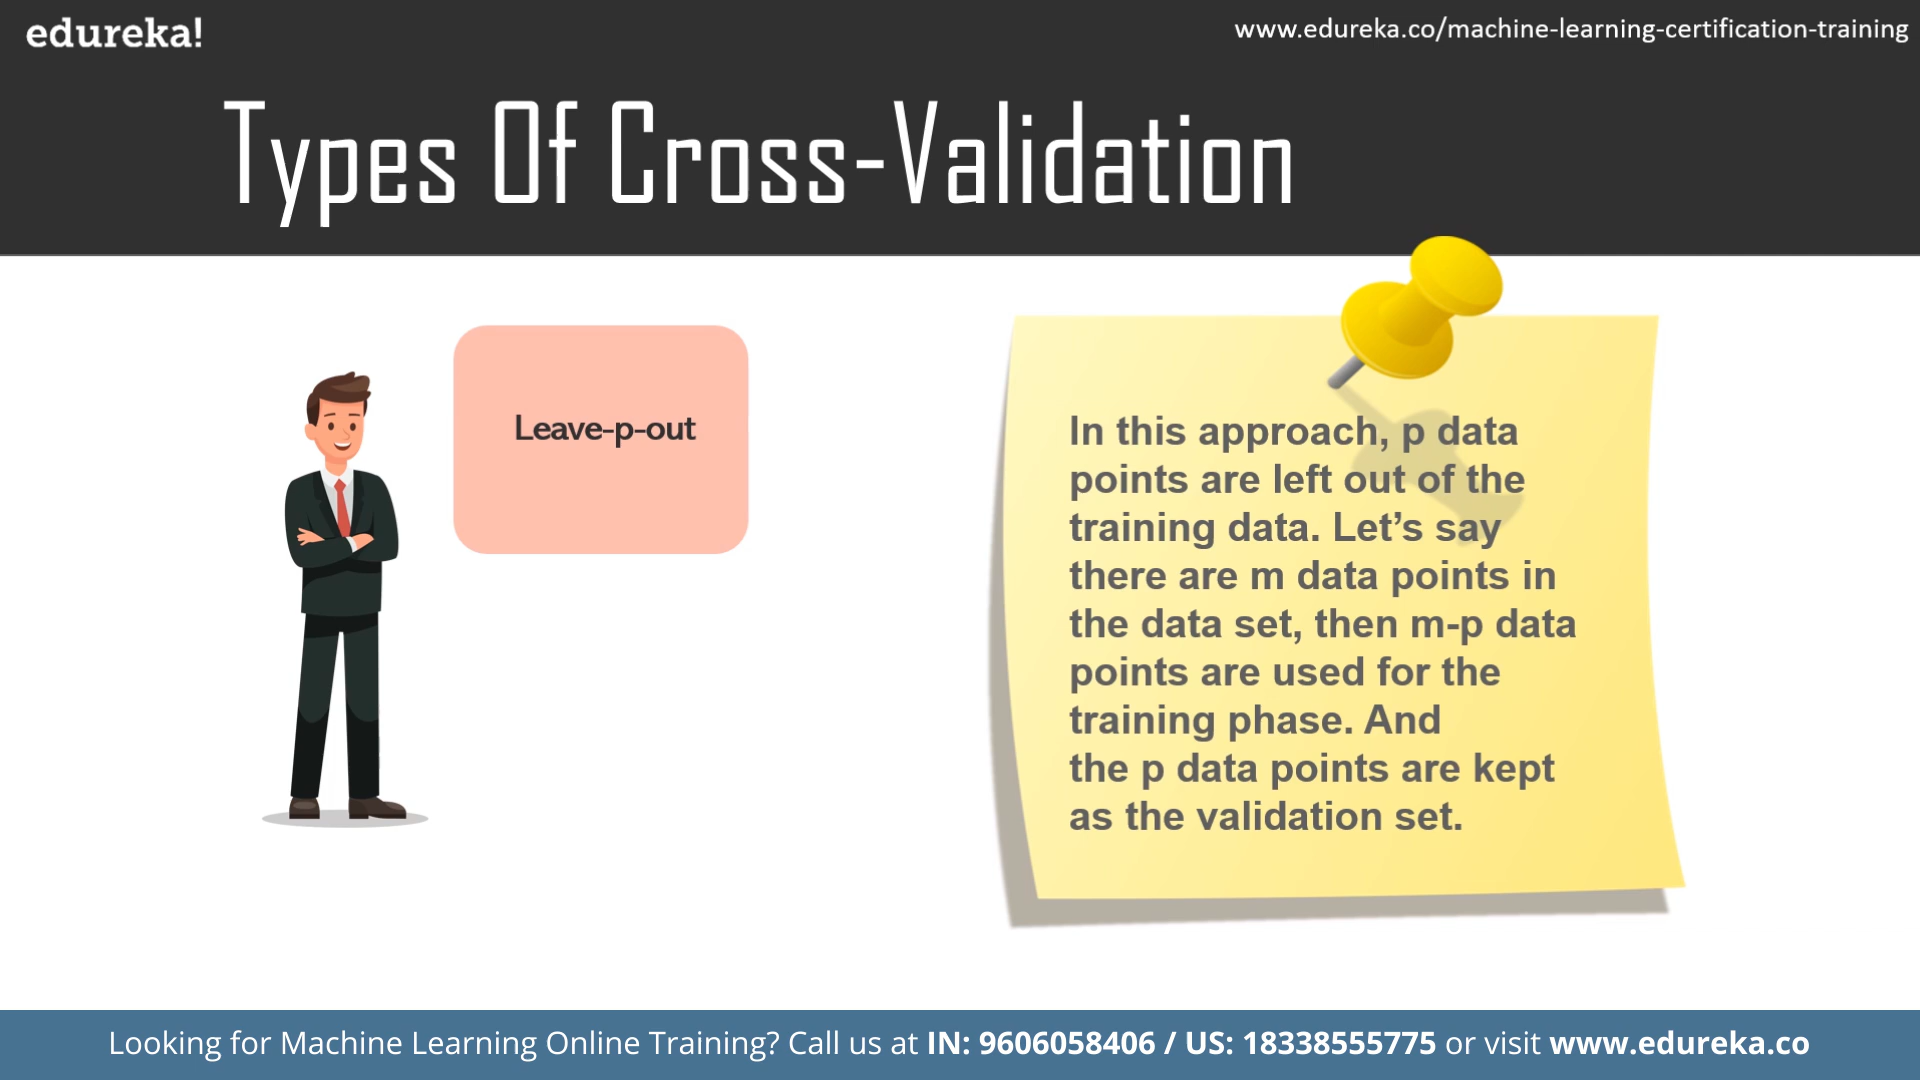 edureka!
www.edureka.co/machine-learning-certification-training
Types Of Cross-Validation
Leave-p-out
In this approach, p data
points are left out of the
training data. Let’s say
there are m data points in
the data set, then m-p data
points are used for the
training phase. And
the p data points are kept
as the validation set.
Looking for Machine Learning Online Training? Call us at IN: 9606058406 / US: 18338555775 or visit www.edureka.co